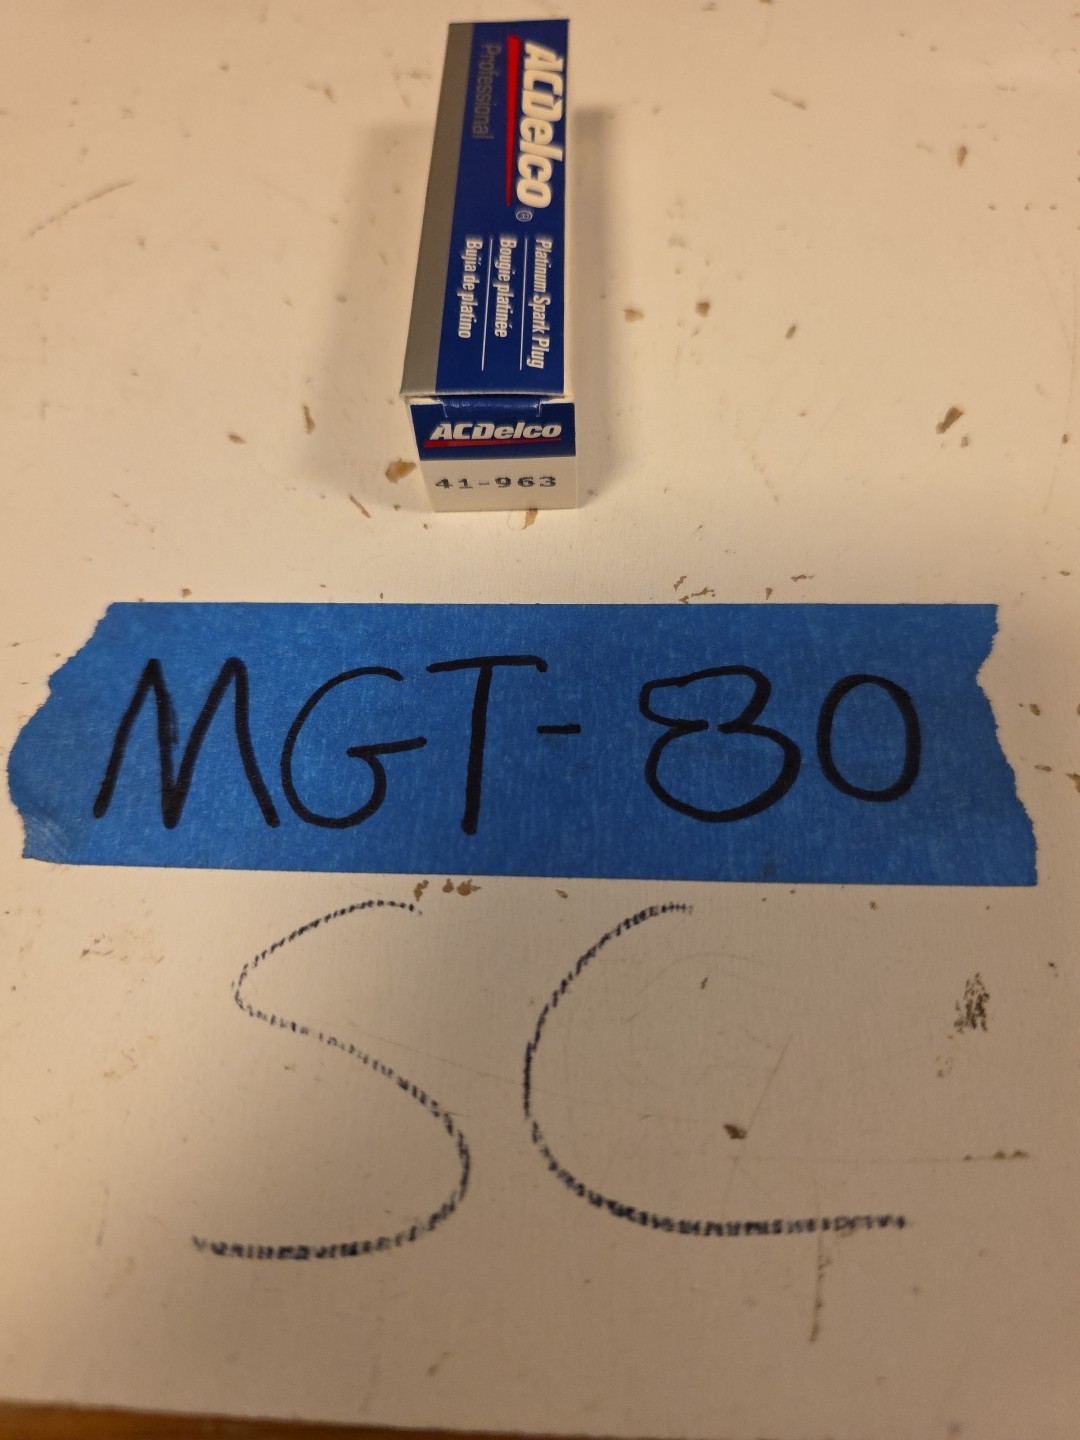 ACDelco®
Professional
Platinum Spark Plug
Bougie platinée
Bujía de platino
ACDelco
41-963
MGT-80
SC